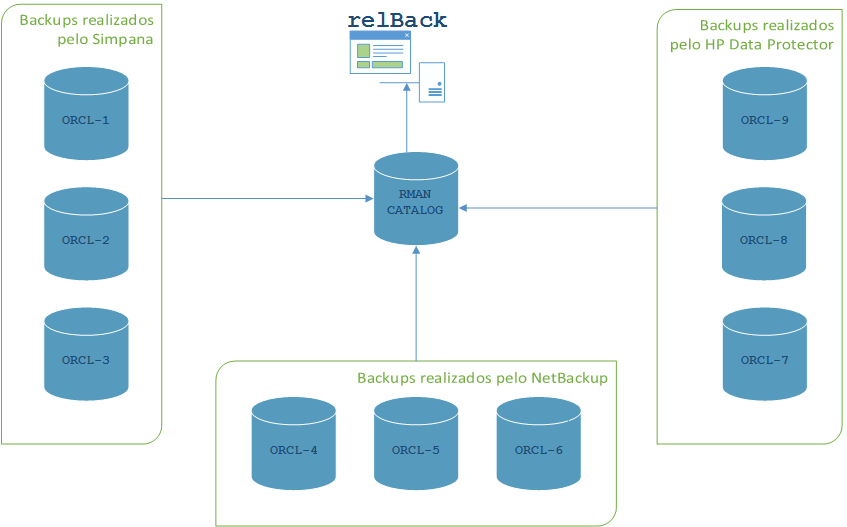 relBack
Backups realizados
pelo Simpana
ORCL-1
ORCL-2
ORCL-3
RMAN
CATALOG
Backups realizados
pelo HP Data Protector
ORCL-9
ORCL-8
ORCL-7
Backups realizados pelo NetBackup
ORCL-4
ORCL-5
ORCL-6